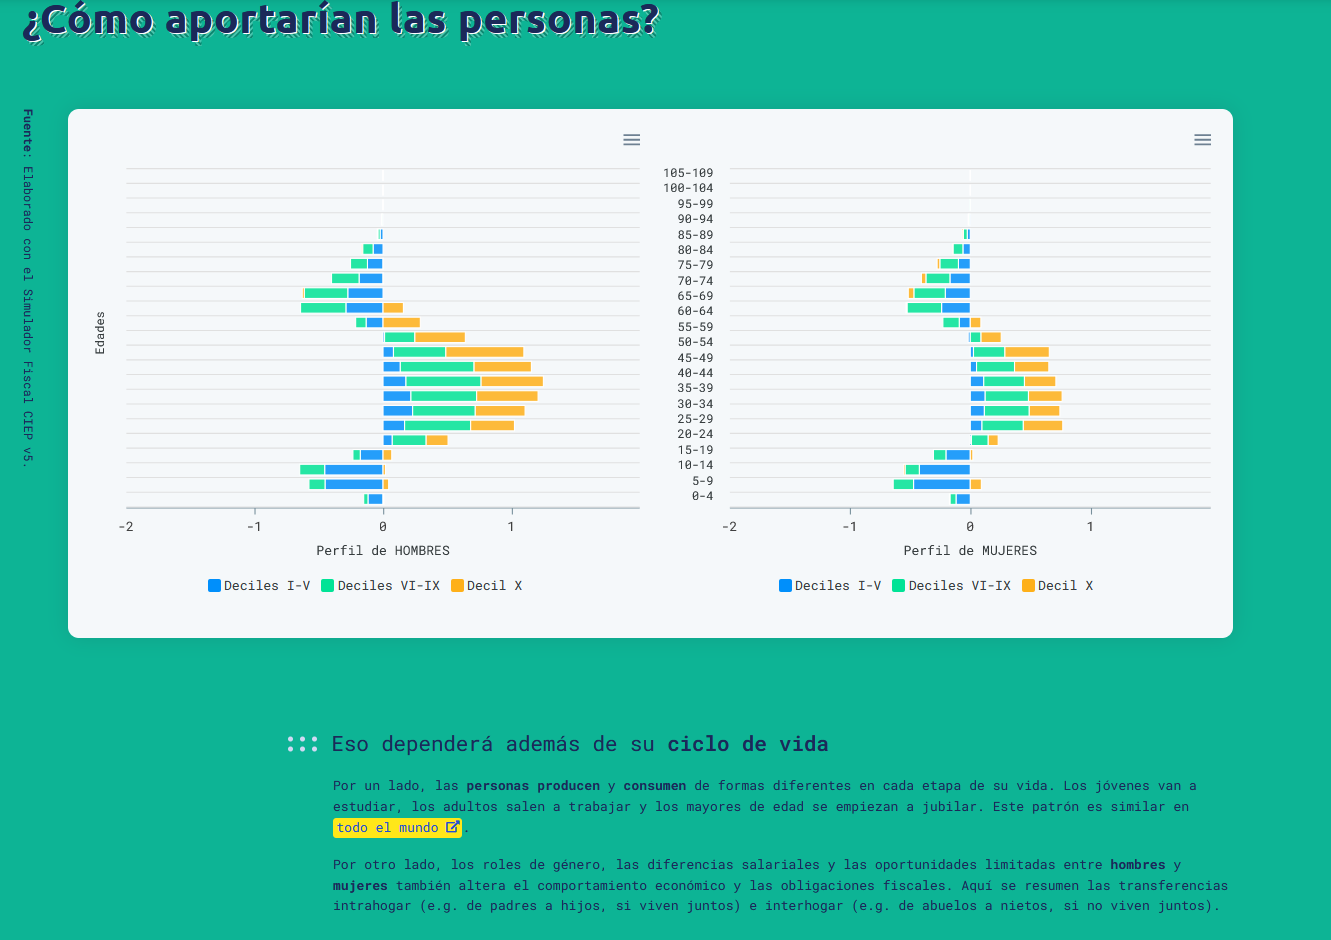 ¿Cómo aportarían las personas?
Fuente: Elaborado con el Simulador Fiscal CIEP v5.
Edades
105-109
100-104
95-99
90-94
85-89
80-84
75-79
70-74
65-69
60-64
55-59
50-54
45-49
40-44
35-39
30-34
25-29
20-24
15-19
10-14
5-9
0-4
-2 -1 0 1
Perfil de HOMBRES
Deciles I-V Deciles VI-IX Decil X
-2 -1 0 1
Perfil de MUJERES
Deciles I-V Deciles VI-IX Decil X
Eso dependerá además de su ciclo de vida
Por un lado, las personas producen y consumen de formas diferentes en cada etapa de su vida. Los jóvenes van a
estudiar, los adultos salen a trabajar y los mayores de edad se empiezan a jubilar. Este patrón es similar en
todo el mundo .
Por otro lado, los roles de género, las diferencias salariales y las oportunidades limitadas entre hombres y
mujeres también altera el comportamiento económico y las obligaciones fiscales. Aquí se resumen las transferencias
intrahogar (e.g. de padres a hijos, si viven juntos) e interhogar (e.g. de abuelos a nietos, si no viven juntos).